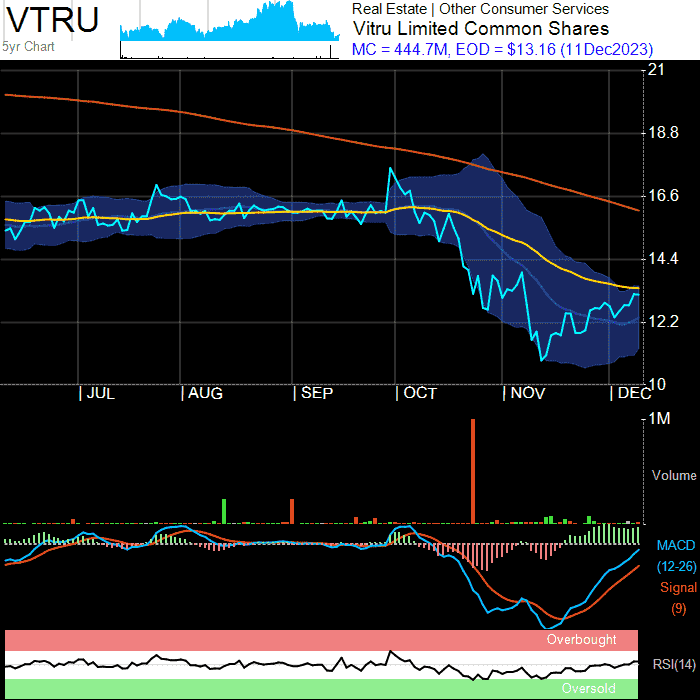 VTRU
5yr Chart
Real Estate | Other Consumer Services
Vitru Limited Common Shares
MC = 444.7M, EOD = $13.16 (11Dec2023)
21
18.8
16.6
14.4
12.2
10
JUL AUG SEP OCT NOV DEC
1M
Volume
MACD
(12-26)
Signal
(9)
Overbought
RSI(14)
Oversold